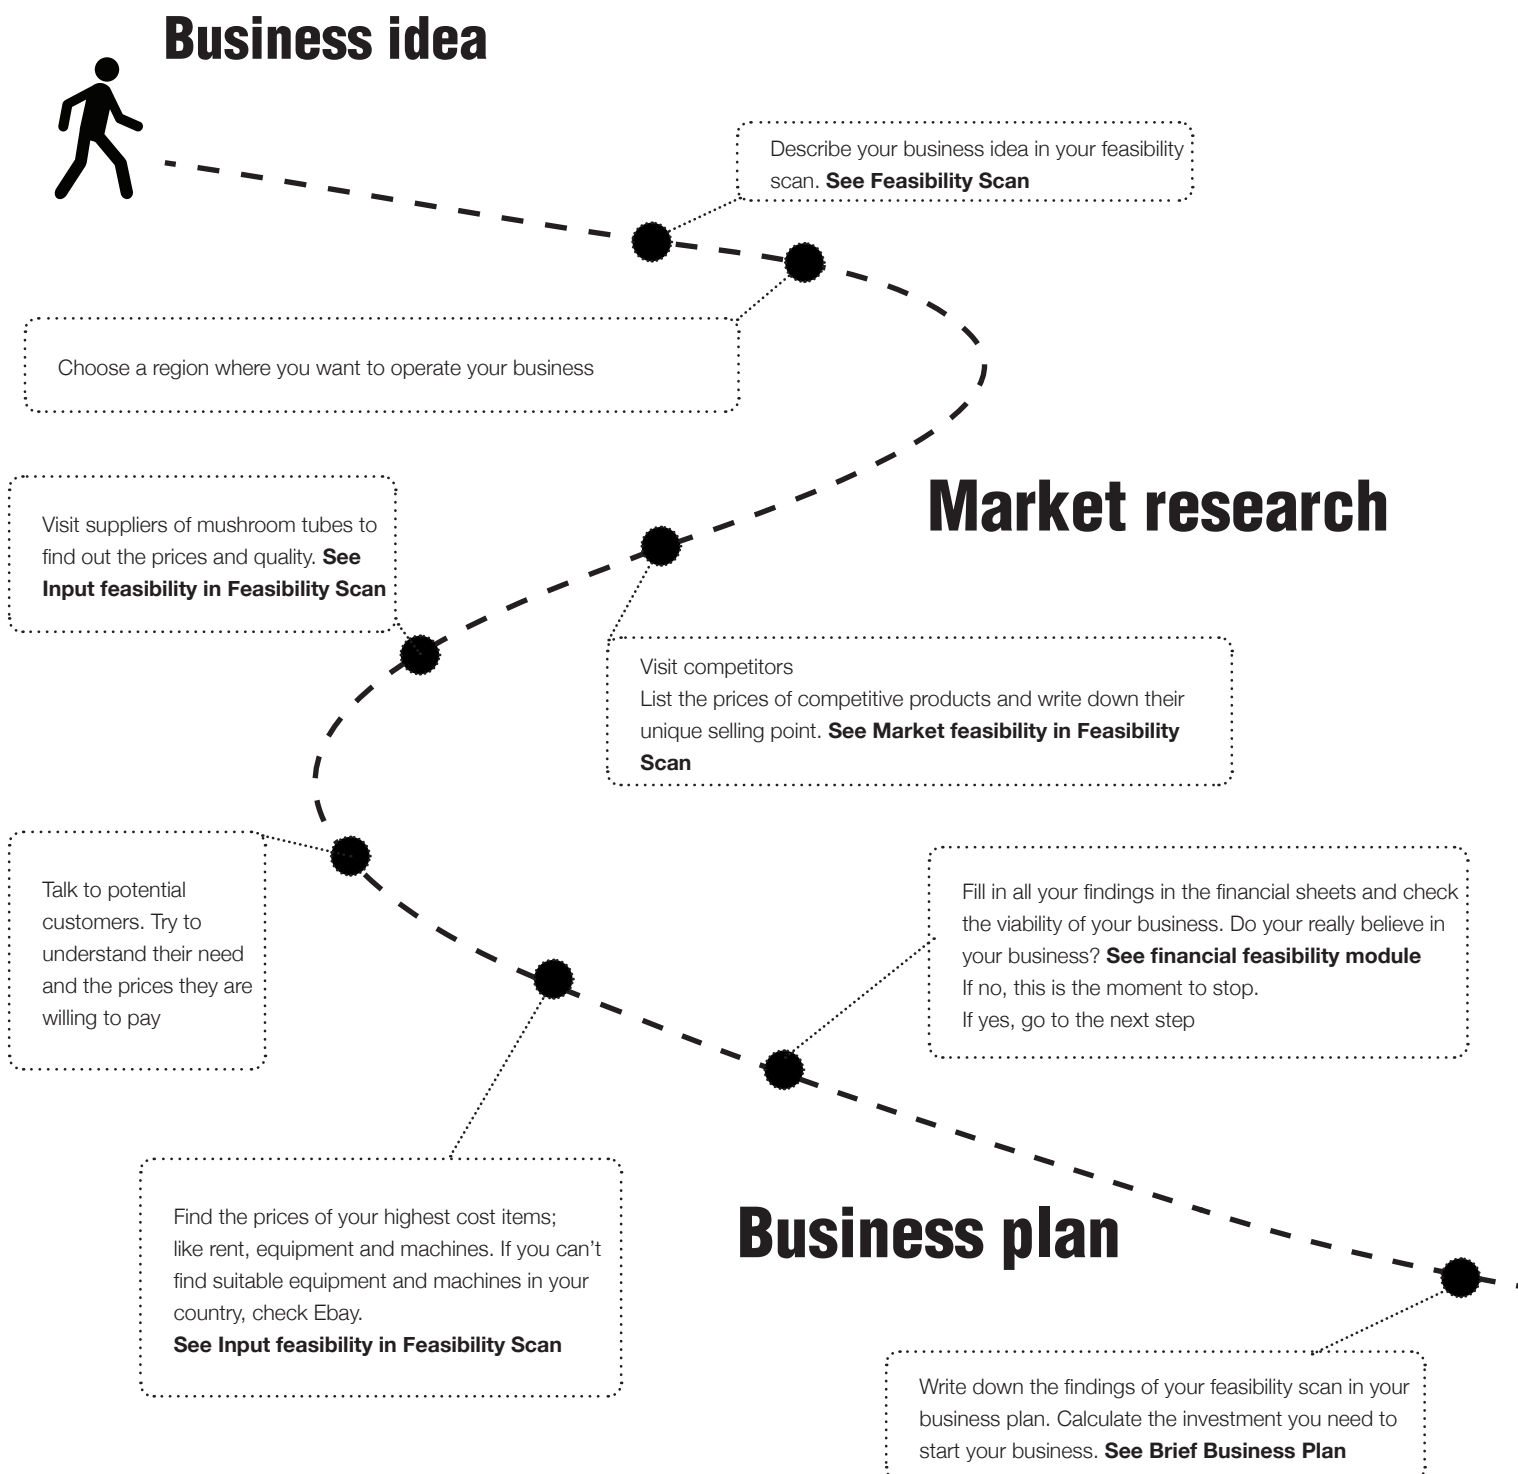 Business idea
Describe your business idea in your feasibility
scan. See Feasibility Scan
Choose a region where you want to operate your business
Market research
Visit suppliers of mushroom tubes to
find out the prices and quality. See
Input feasibility in Feasibility Scan
Visit competitors
List the prices of competitive products and write down their
unique selling point. See Market feasibility in Feasibility
Scan
Talk to potential
customers. Try to
understand their need
and the prices they are
willing to pay
Fill in all your findings in the financial sheets and check
the viability of your business. Do your really believe in
your business? See financial feasibility module
If no, this is the moment to stop.
If yes, go to the next step
Find the prices of your highest cost items;
like rent, equipment and machines. If you can’t
find suitable equipment and machines in your
country, check Ebay.
See Input feasibility in Feasibility Scan
Business plan
Write down the findings of your feasibility scan in your
business plan. Calculate the investment you need to
start your business. See Brief Business Plan